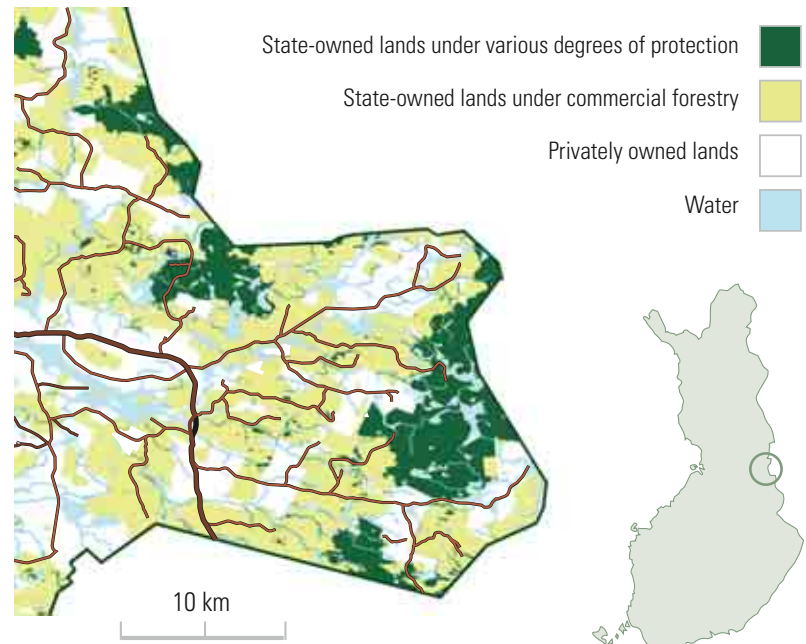 State-owned lands under various degrees of protection
State-owned lands under commercial forestry
Privately owned lands
Water
10 km